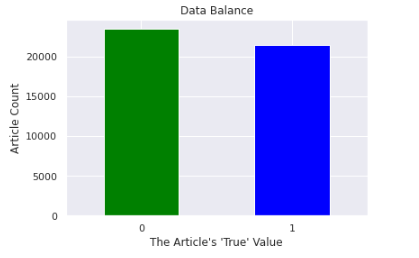 Data Balance
20000
15000
10000
5000
0
Article Count
0 1
The Article's 'True' Value